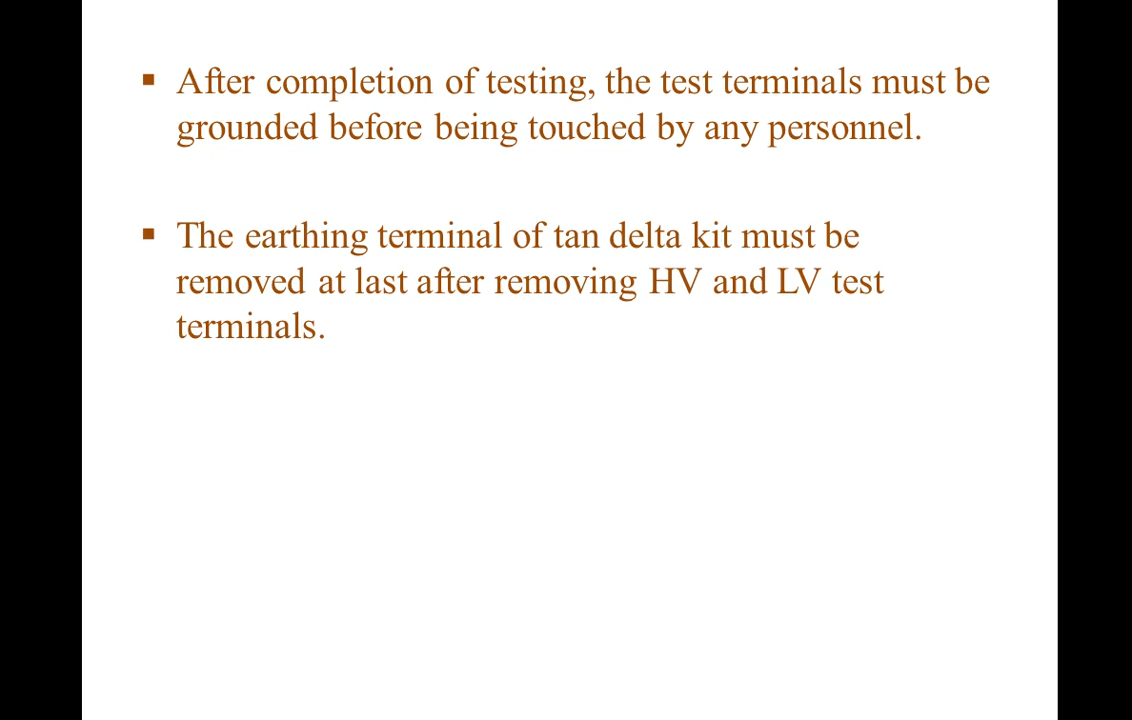 ▪ After completion of testing, the test terminals must be
grounded before being touched by any personnel.
▪ The earthing terminal of tan delta kit must be
removed at last after removing HV and LV test
terminals.